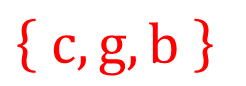 { c, g, b }